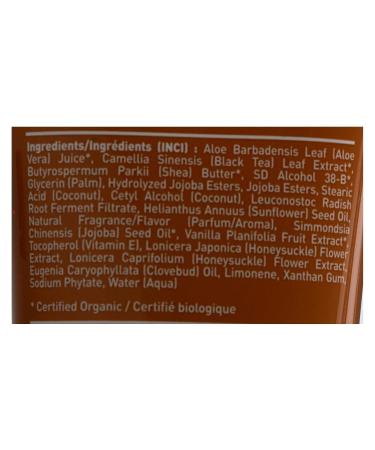 Ingredients/Ingrédients (INCI) : Aloe Barbadensis Leaf (Aloe
Vera) Juice*, Camellia Sinensis (Black Tea) Leaf Extract*,
Butyrospermum Parkii (Shea) Butter*, SD Alcohol 38-B*,
Glycerin (Palm), Hydrolyzed Jojoba Esters, Jojoba Esters, Stearic
Acid (Coconut), Cetyl Alcohol (Coconut), Leuconostoc Radish
Root Ferment Filtrate, Helianthus Annuus (Sunflower) Seed Oil,
Natural Fragrance/Flavor (Parfum/Aroma), Simmondsia
Chinensis (Jojoba) Seed Oil*, Vanilla Planifolia Fruit Extract*,
Tocopherol (Vitamin E), Lonicera Japonica (Honeysuckle) Flower
Extract, Lonicera Caprifolium (Honeysuckle) Flower Extract,
Eugenia Caryophyllata (Clovebud) Oil, Limonene, Xanthan Gum,
Sodium Phytate, Water (Aqua)
*Certified Organic / Certifié biologique